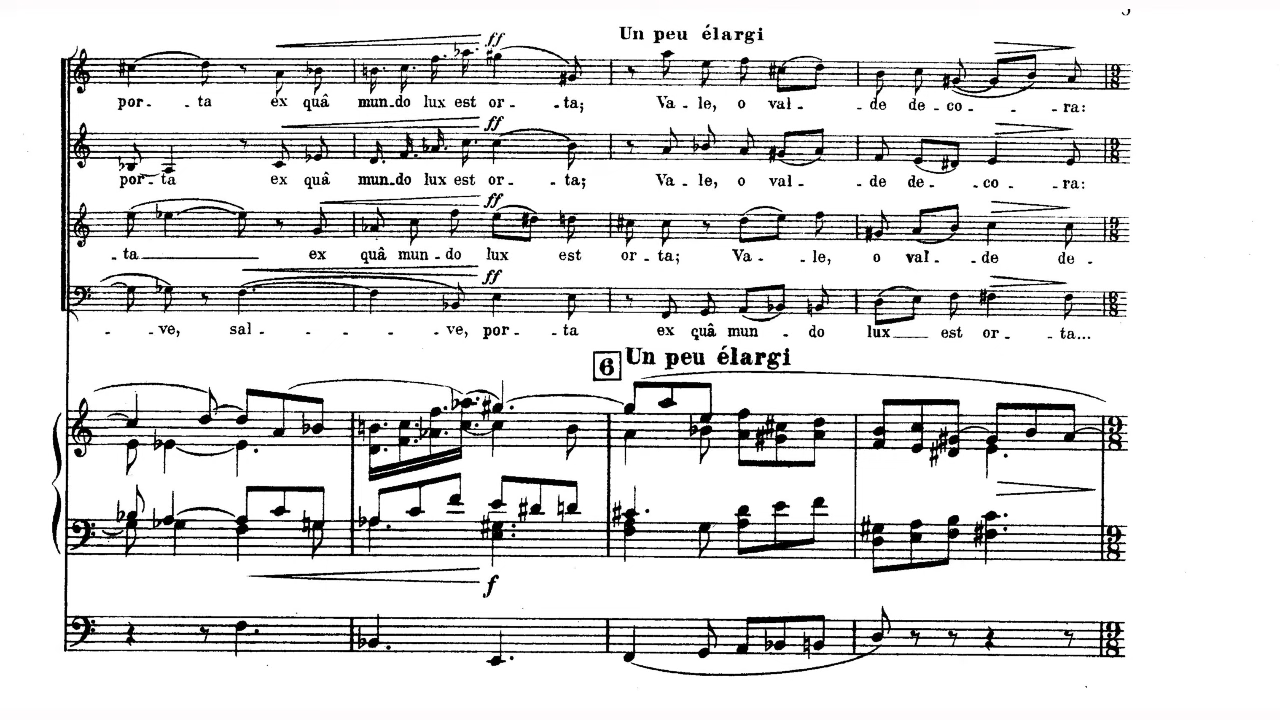 Un peu élargi
ff
por - ta ex quâ mun-do lux est or - ta; Va - le, o val - de de - co - ra:
ff
por - ta ex quâ mun-do lux est or - ta; Va - le, o val - de de - co - ra:
ff
- ta ex quâ mun - do lux est or - ta; Va - le, o val - de de -
ff
- ve, sal - ve, por - ta ex quâ mun - do lux est or - ta...
6 Un peu élargi
f
9 8